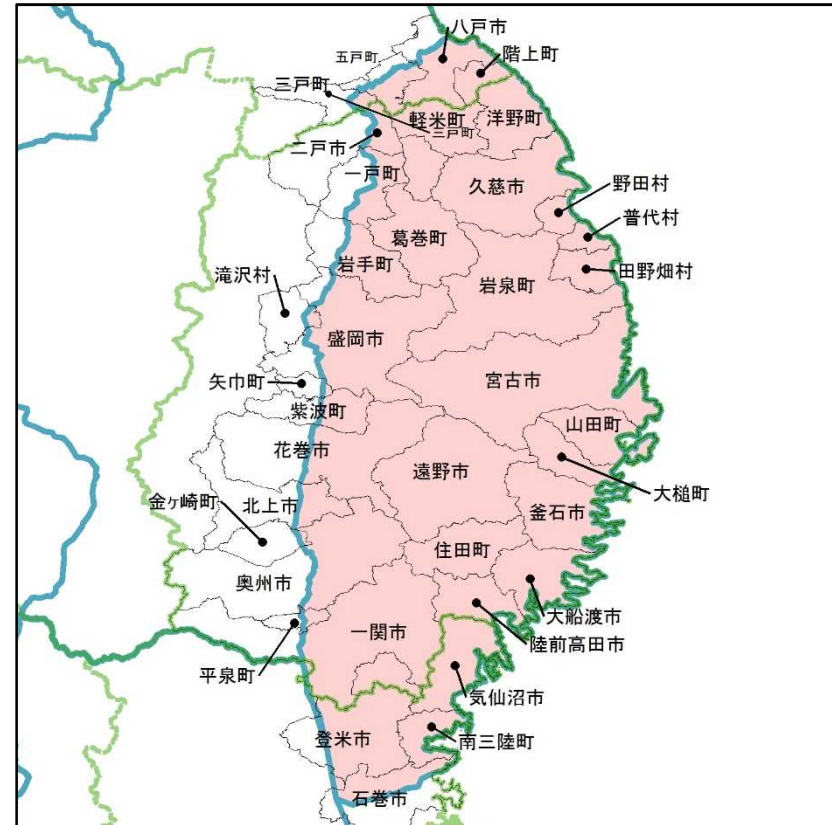 八戸市
五戸町
階上町
三戸町
軽米町
洋野町
三戸町
二戸市
一戸町
久慈市
野田村
普代村
葛巻町
岩手町
滝沢村
岩泉町
田野畑村
盛岡市
矢巾町
宮古市
紫波町
山田町
花巻市
遠野市
大槌町
金ヶ崎町
北上市
釜石市
住田町
奥州市
大船渡市
一関市
陸前高田市
平泉町
気仙沼市
登米市
南三陸町
石巻市